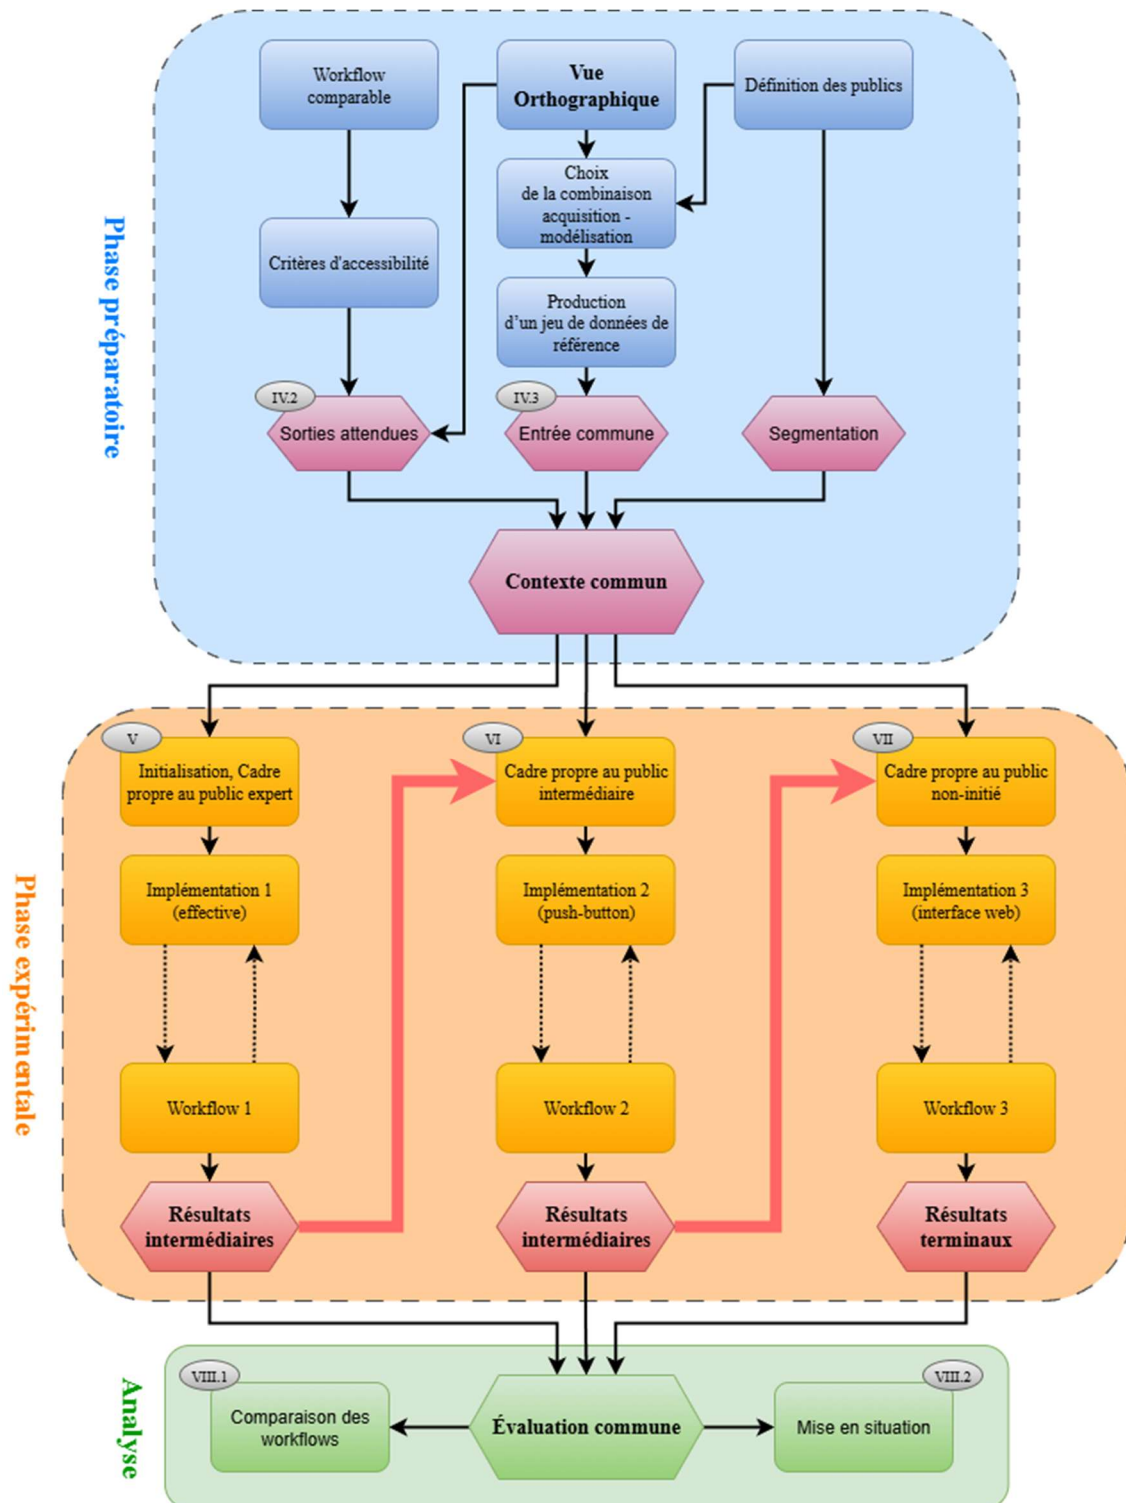 Phase préparatoire
Workflow
comparable
Vue
Orthographique
Définition des publics
Choix
de la combinaison
acquisition -
modélisation
Critères d'accessibilité
Production
d’un jeu de données de
référence
IV.2
Sorties attendues
IV.3
Entrée commune
Segmentation
Contexte commun
Phase expérimentale
V
Initialisation, Cadre
propre au public expert
VI
Cadre propre au public
intermédiaire
VII
Cadre propre au public
non-initié
Implémentation 1
(effective)
Implémentation 2
(push-button)
Implémentation 3
(interface web)
Workflow 1
Workflow 2
Workflow 3
Résultats
intermédiaires
Résultats
intermédiaires
Résultats
terminaux
Analyse
VIII.1
Comparaison des
workflows
Évaluation commune
VIII.2
Mise en situation